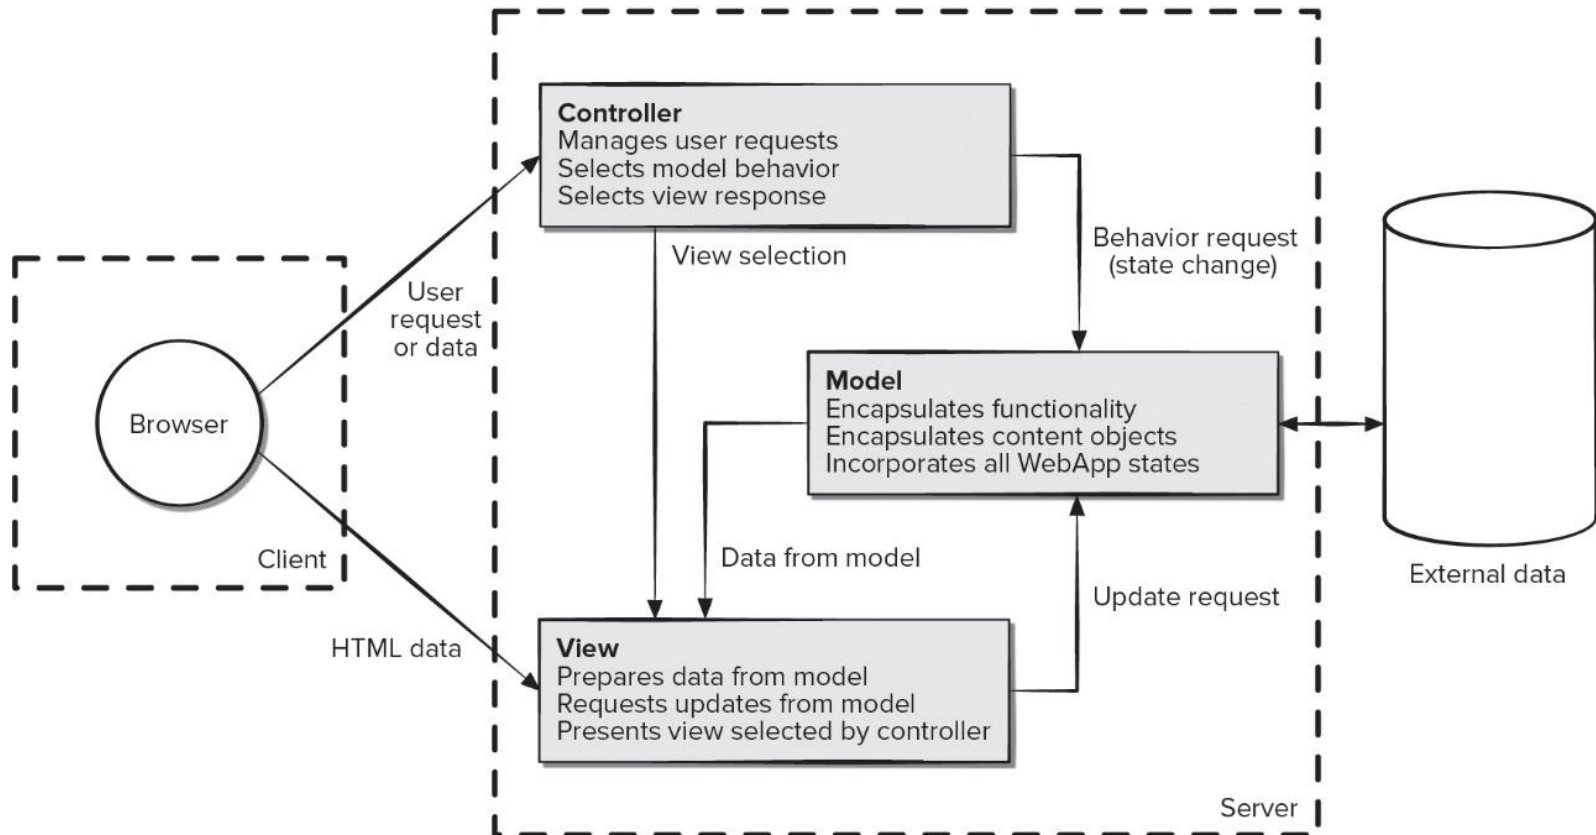 Controller
Manages user requests
Selects model behavior
Selects view response
View selection
Behavior request
(state change)
User
request
or data
Browser
Client
Model
Encapsulates functionality
Encapsulates content objects
Incorporates all WebApp states
External data
Data from model
Update request
HTML data
View
Prepares data from model
Requests updates from model
Presents view selected by controller
Server